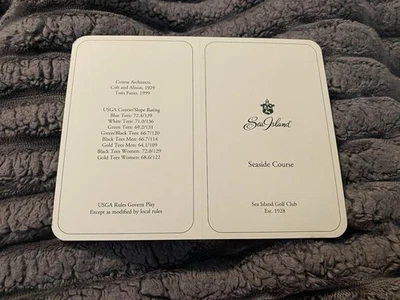 Course Architect
Colt and Alison, 1929
Tom Fazio, 1999
USGA Course/Slope Rating
Blue Tees: 72.4/139
White Tees: 71.0/136
Green Tees: 69.2/131
Green/Black Tees: 66.7/120
Black Tees Men: 66.7/114
Gold Tees Men: 64.1/109
Black Tees Women: 72.0/129
Gold Tees Women: 68.6/122
USGA Rules Govern Play
Except as modified by local rules
Sea Island
Seaside Course
Sea Island Golf Club
Est. 1928